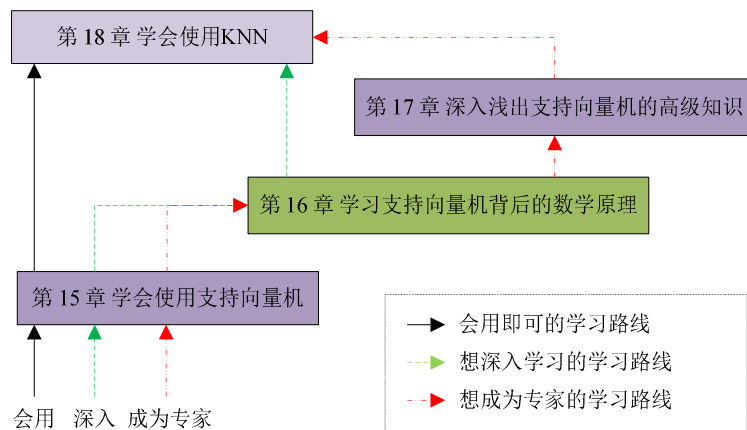 第 18 章 学会使用KNN
第 17 章 深入浅出支持向量机的高级知识
第 16 章 学习支持向量机背后的数学原理
第 15 章 学会使用支持向量机
会用即可的学习路线
想深入学习的学习路线
想成为专家的学习路线
会用 深入 成为专家